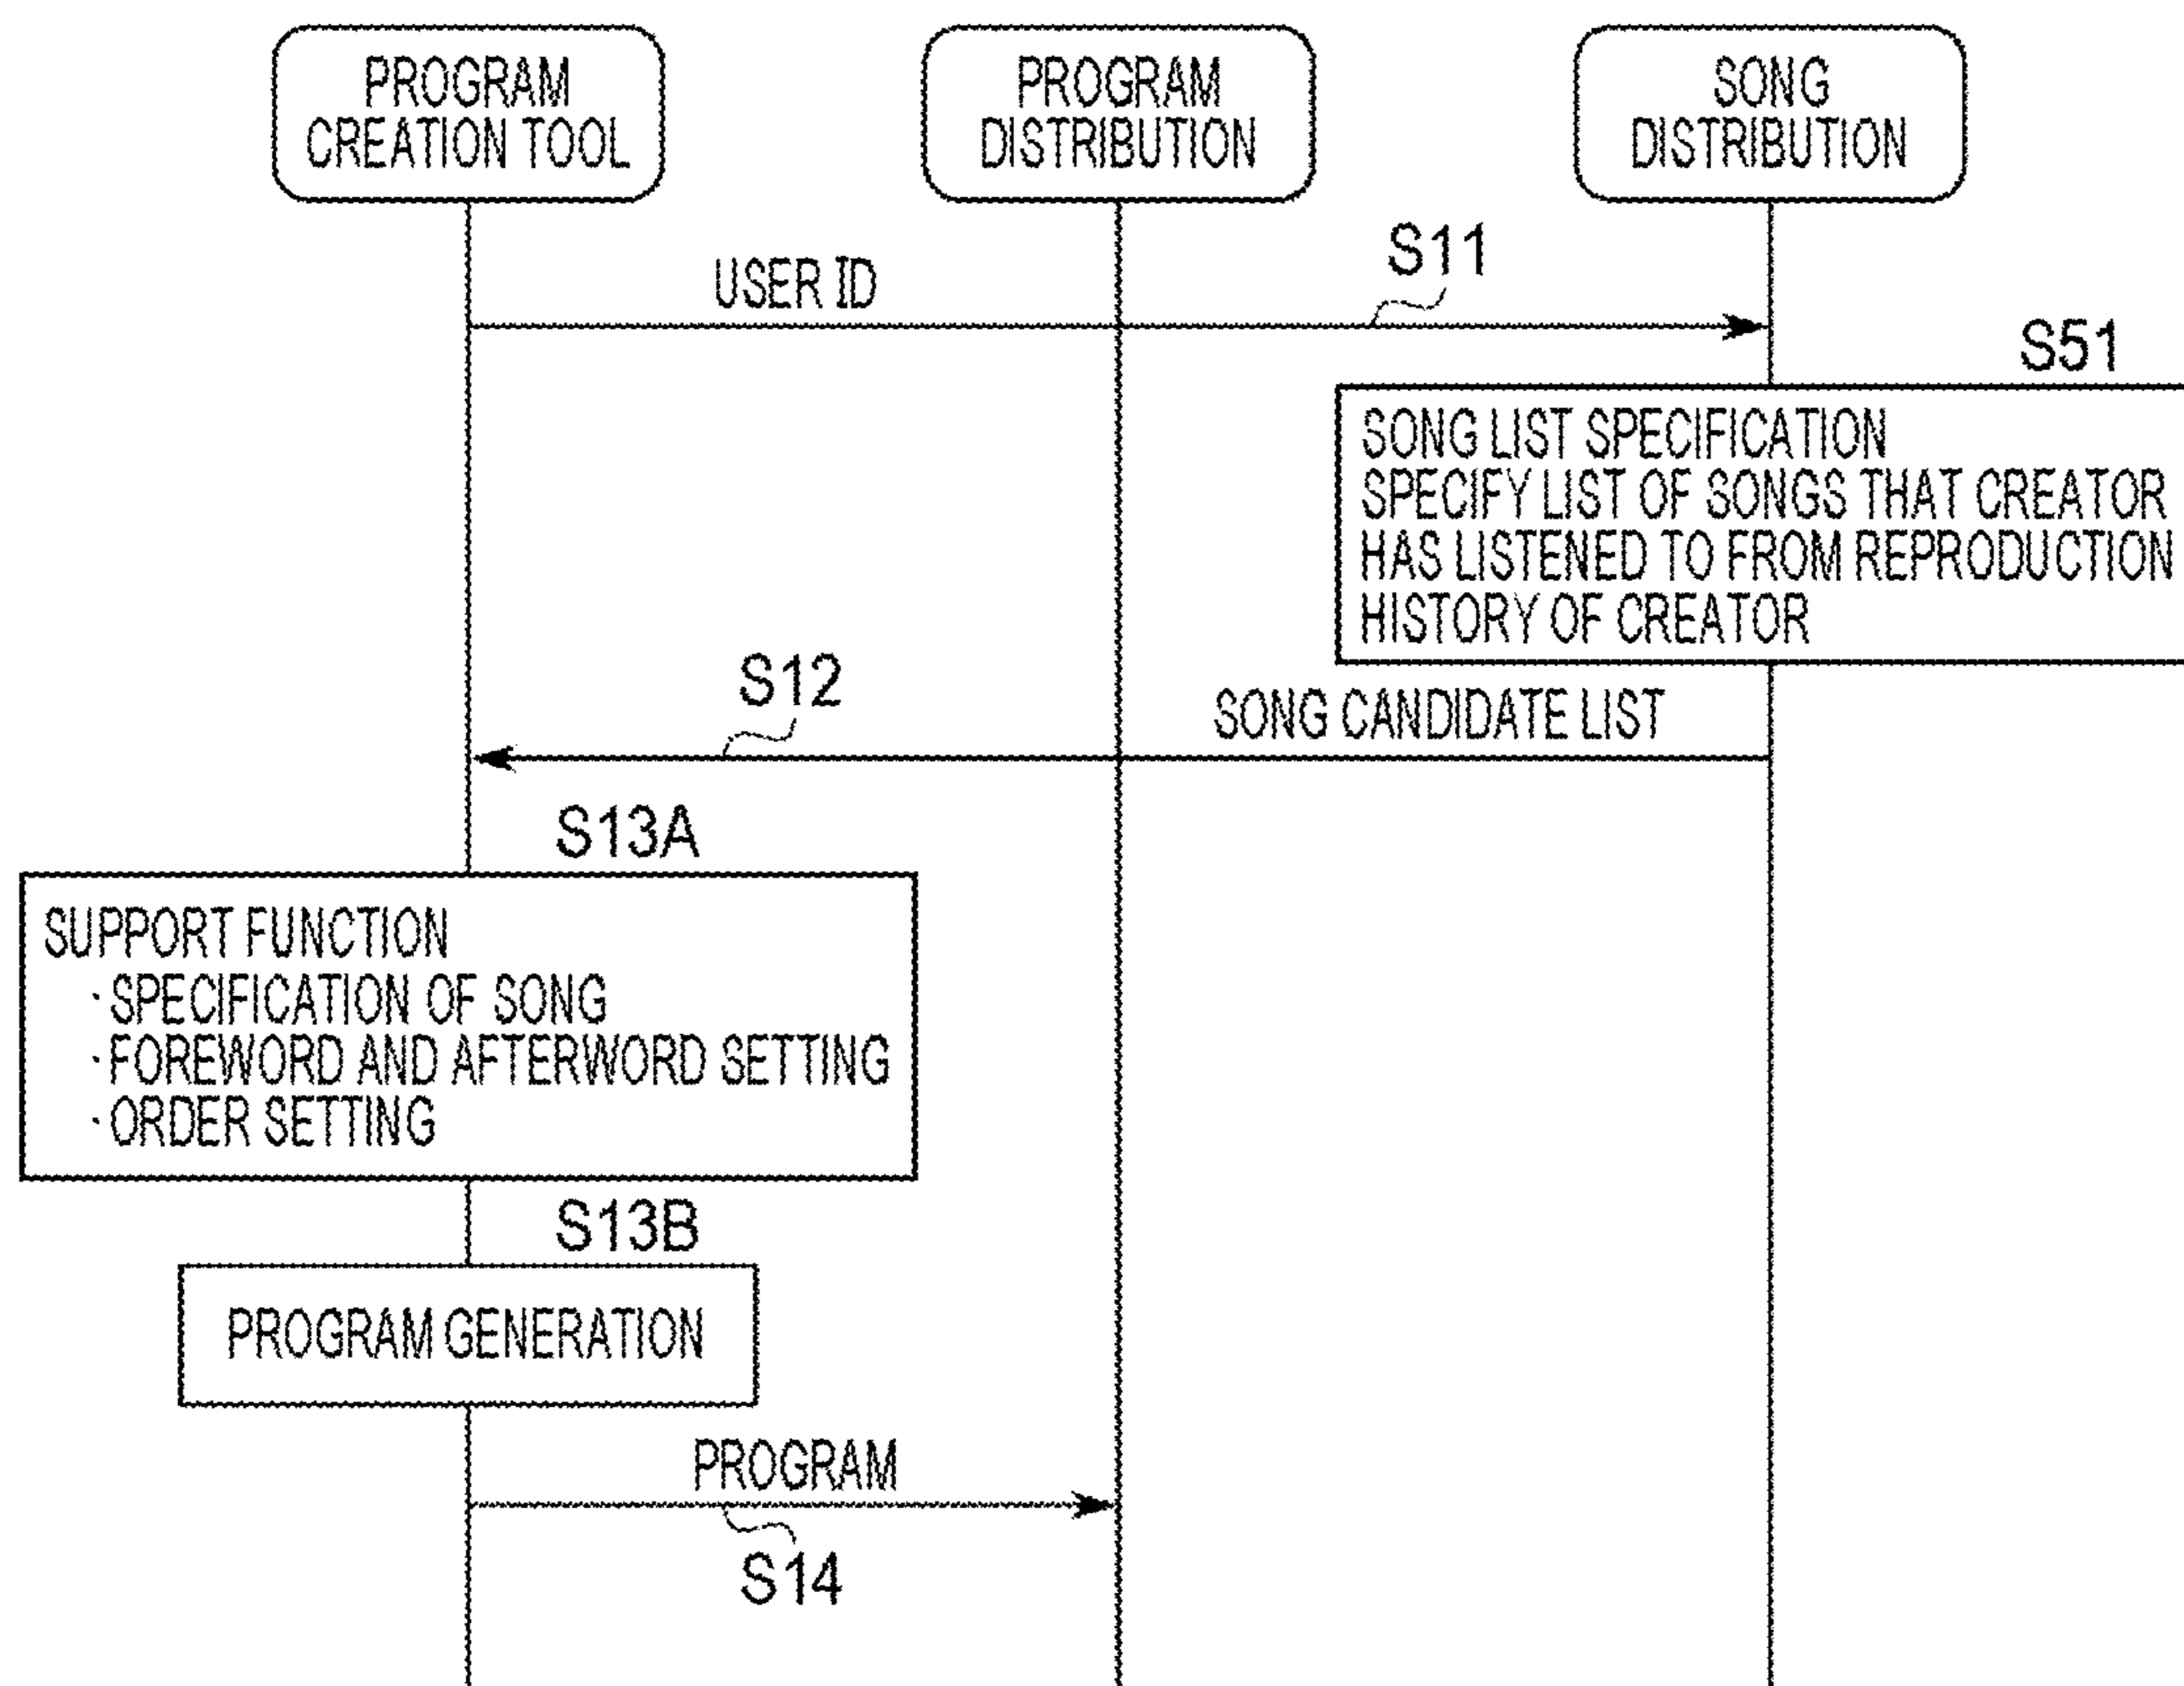 PROGRAM
CREATION TOOL
PROGRAM
DISTRIBUTION
SONG
DISTRIBUTION
USER ID
S11
S51
SONG LIST SPECIFICATION
SPECIFY LIST OF SONGS THAT CREATOR
HAS LISTENED TO FROM REPRODUCTION
HISTORY OF CREATOR
S12
SONG CANDIDATE LIST
S13A
SUPPORT FUNCTION
· SPECIFICATION OF SONG
· FOREWORD AND AFTERWORD SETTING
· ORDER SETTING
S13B
PROGRAM GENERATION
PROGRAM
S14